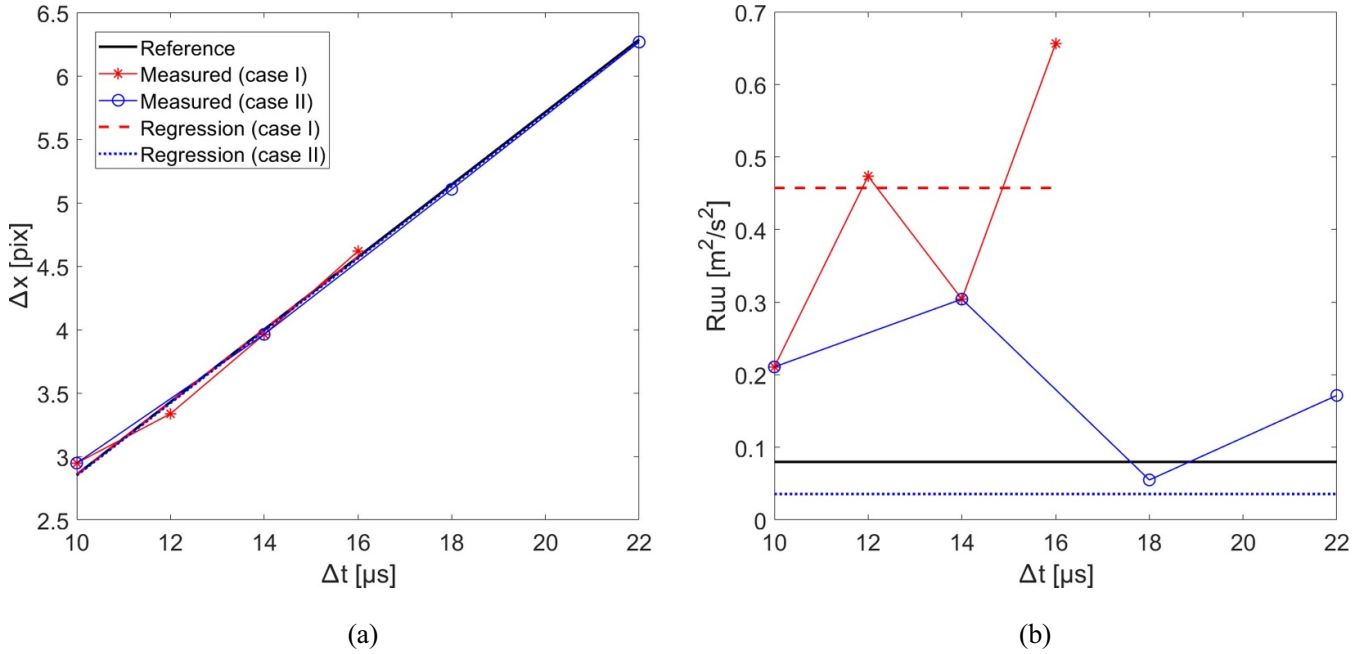 6.5
6
5.5
5
4.5
4
3.5
3
2.5
Δx [pix]
Reference
Measured (case I)
Measured (case II)
Regression (case I)
Regression (case II)
10 12 14 16 18 20 22
Δt [μs]
(a)
0.7
0.6
0.5
0.4
0.3
0.2
0.1
0
Ruu [m²/s²]
10 12 14 16 18 20 22
Δt [μs]
(b)